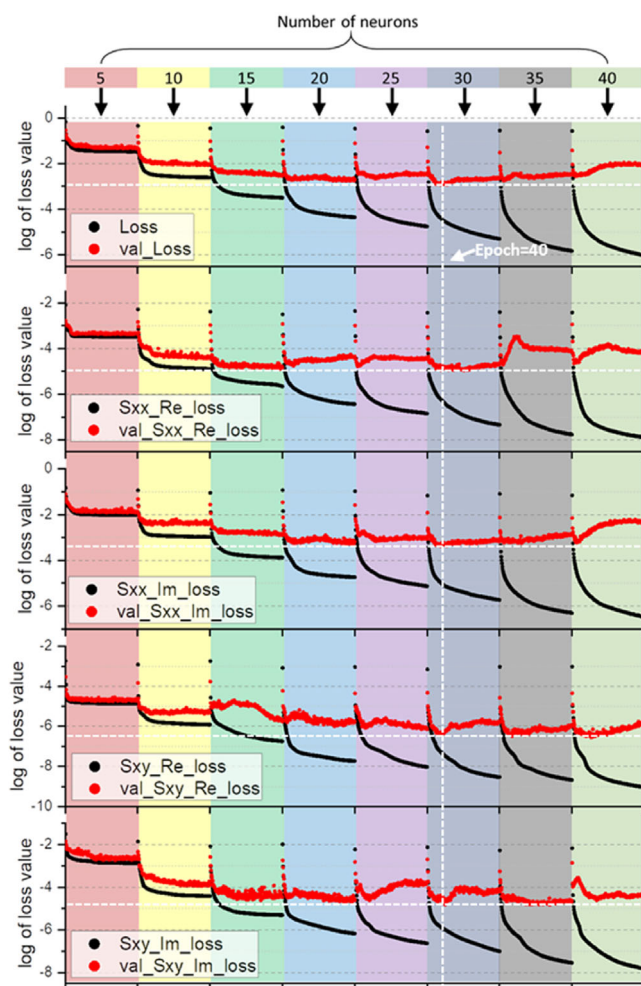 Number of neurons
5 10 15 20 25 30 35 40
0
-2
-4
-6
log of loss value
Loss
val_Loss
Epoch=40
-2
-4
-6
-8
log of loss value
Sxx_Re_loss
val_Sxx_Re_loss
0
-2
-4
-6
log of loss value
Sxx_Im_loss
val_Sxx_Im_loss
-2
-4
-6
-8
-10
log of loss value
Sxy_Re_loss
val_Sxy_Re_loss
-2
-4
-6
-8
log of loss value
Sxy_Im_loss
val_Sxy_Im_loss